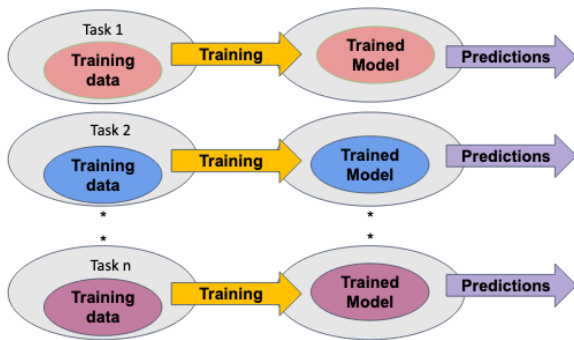 Task 1
Training
data
Training
Trained
Model
Predictions
Task 2
Training
data
Training
Trained
Model
Predictions
*
*
*
*
Task n
Training
data
Training
Trained
Model
Predictions